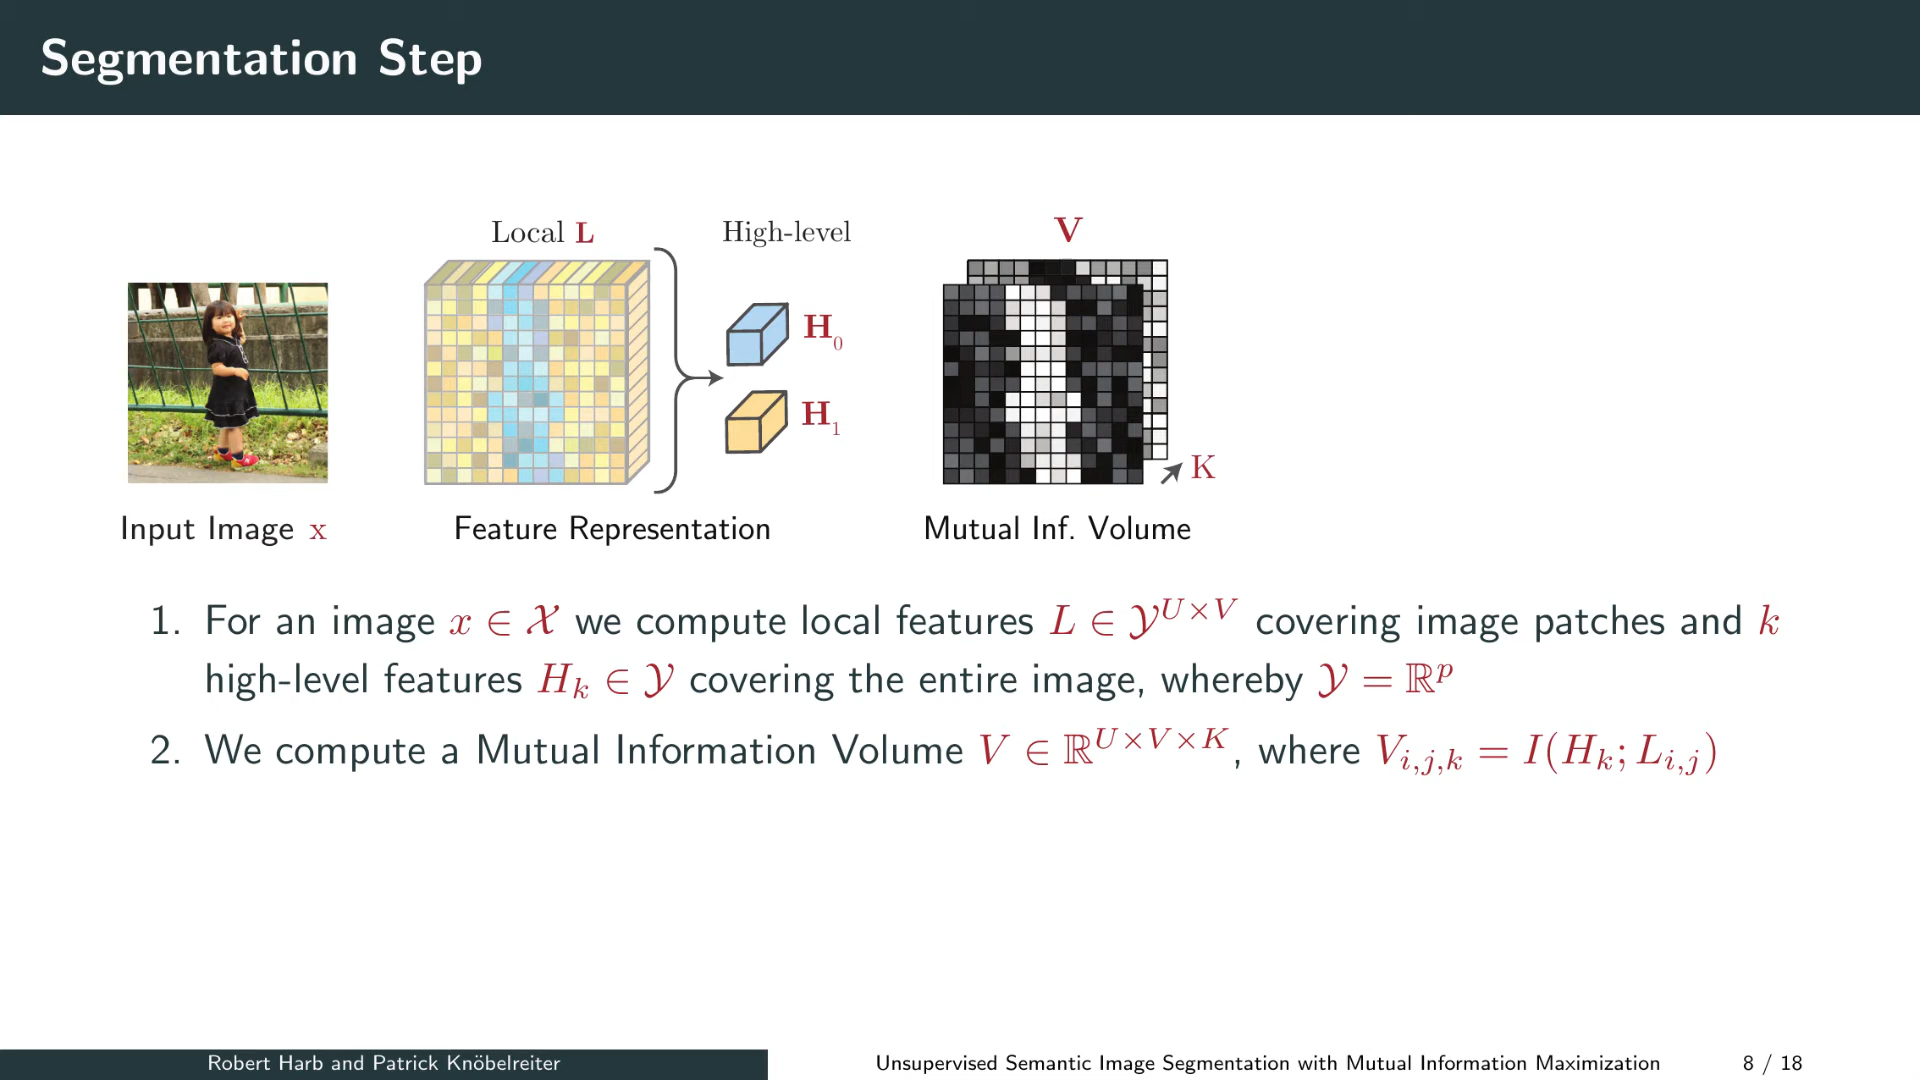 Segmentation Step
Local L
High-level
V
H₀
H₁
K
Input Image x
Feature Representation
Mutual Inf. Volume
1. For an image x ∈ 𝒳 we compute local features L ∈ 𝒴^{U×V} covering image patches and k
high-level features H_k ∈ 𝒴 covering the entire image, whereby 𝒴 = ℝ^p
2. We compute a Mutual Information Volume V ∈ ℝ^{U×V×K}, where V_{i,j,k} = I(H_k; L_{i,j})
Robert Harb and Patrick Knöbelreiter
Unsupervised Semantic Image Segmentation with Mutual Information Maximization
8 / 18